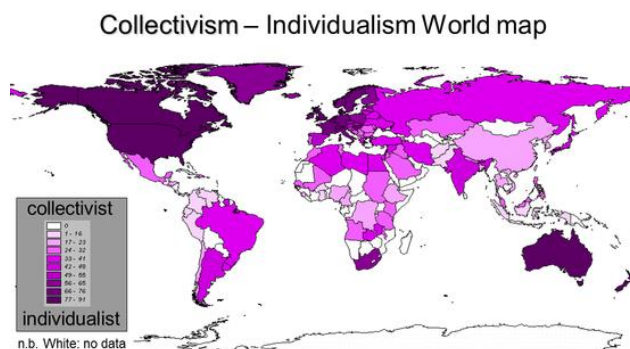 Collectivism – Individualism World map
collectivist
0
1 - 16
17 - 23
24 - 32
33 - 41
42 - 48
49 - 55
56 - 65
66 - 76
77 - 91
individualist
n.b. White: no data